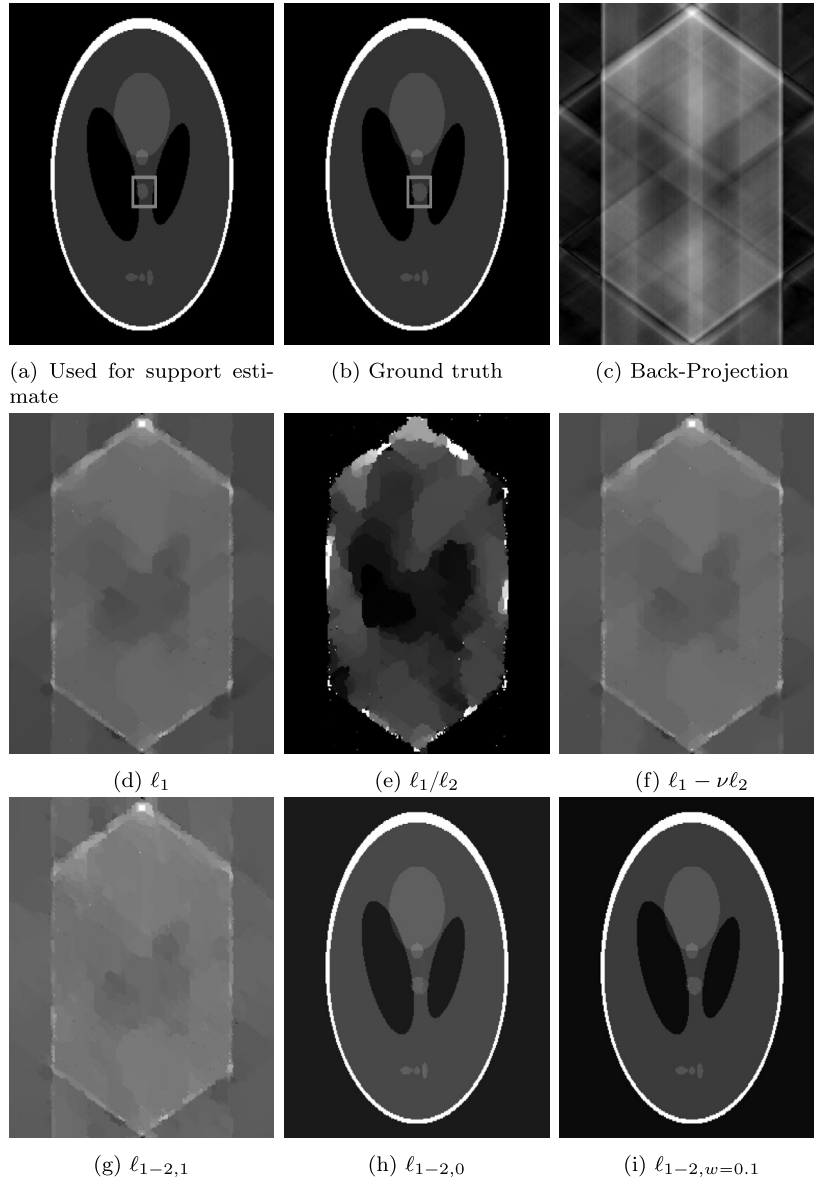 (a) Used for support esti-
mate
(b) Ground truth
(c) Back-Projection
(d) ℓ₁
(e) ℓ₁/ℓ₂
(f) ℓ₁ − νℓ₂
(g) ℓ₁₋₂,₁
(h) ℓ₁₋₂,₀
(i) ℓ₁₋₂,w=0.1